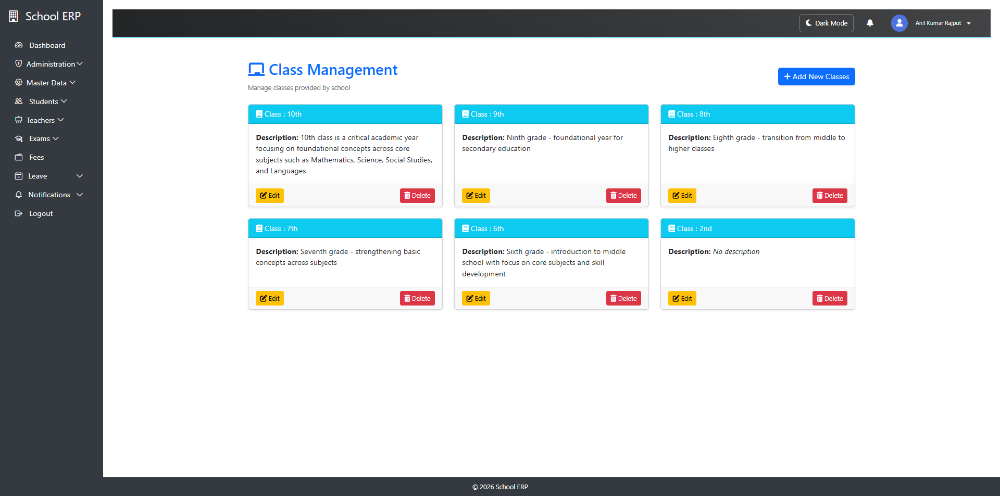 School ERP
Dashboard
Administration
Master Data
Students
Teachers
Exams
Fees
Leave
Notifications
Logout
Dark Mode
Anil Kumar Rajput
Class Management
Manage classes provided by school
Add New Classes
Class : 10th
Description: 10th class is a critical academic year
focusing on foundational concepts across core
subjects such as Mathematics, Science, Social Studies,
and Languages
Edit
Delete
Class : 9th
Description: Ninth grade - foundational year for
secondary education
Edit
Delete
Class : 8th
Description: Eighth grade - transition from middle to
higher classes
Edit
Delete
Class : 7th
Description: Seventh grade - strengthening basic
concepts across subjects
Edit
Delete
Class : 6th
Description: Sixth grade - introduction to middle
school with focus on core subjects and skill
development
Edit
Delete
Class : 2nd
Description: No description
Edit
Delete
© 2026 School ERP